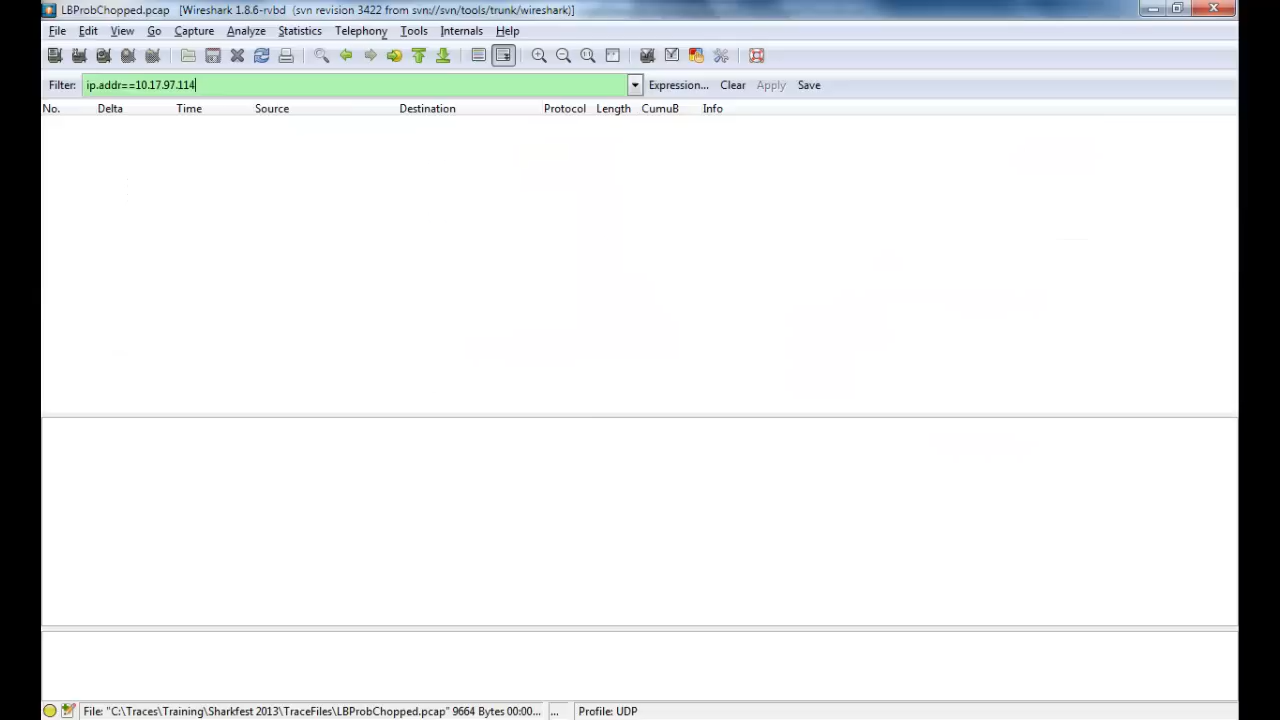 LBProbChopped.pcap [Wireshark 1.8.6-rvbd (svn revision 3422 from svn://svn/tools/trunk/wireshark)]
File Edit View Go Capture Analyze Statistics Telephony Tools Internals Help
Filter: ip.addr==10.17.97.114 Expression... Clear Apply Save
No. Delta Time Source Destination Protocol Length CumuB Info
File: "C:\Traces\Training\Sharkfest 2013\TraceFiles\LBProbChopped.pcap" 9664 Bytes 00:00... ... Profile: UDP